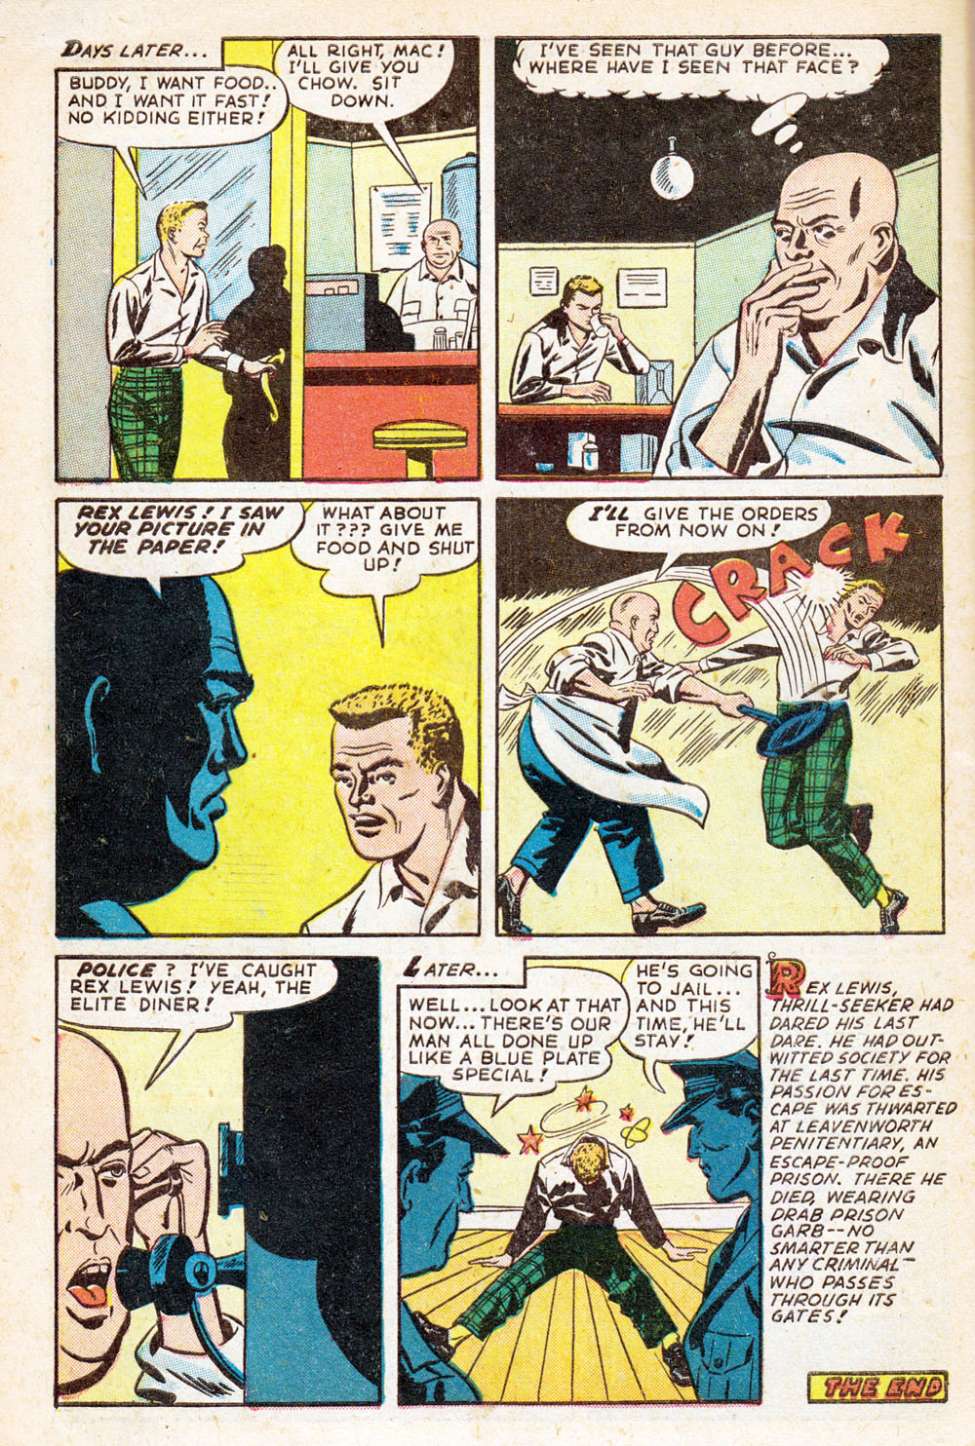 DAYS LATER...
BUDDY, I WANT FOOD..
AND I WANT IT FAST!
NO KIDDING EITHER!
ALL RIGHT, MAC!
I'LL GIVE YOU
CHOW. SIT
DOWN.
I'VE SEEN THAT GUY BEFORE...
WHERE HAVE I SEEN THAT FACE?
REX LEWIS! I SAW
YOUR PICTURE IN
THE PAPER!
WHAT ABOUT
IT??? GIVE ME
FOOD AND SHUT
UP!
I'LL GIVE THE ORDERS
FROM NOW ON!
CRACK
POLICE? I'VE CAUGHT
REX LEWIS! YEAH, THE
ELITE DINER!
LATER...
WELL...LOOK AT THAT
NOW... THERE'S OUR
MAN ALL DONE UP
LIKE A BLUE PLATE
SPECIAL!
HE'S GOING
TO JAIL...
AND THIS
TIME, HE'LL
STAY!
REX LEWIS,
THRILL-SEEKER HAD
DARED HIS LAST
DARE. HE HAD OUT-
WITTED SOCIETY FOR
THE LAST TIME. HIS
PASSION FOR ES-
CAPE WAS THWARTED
AT LEAVENWORTH
PENITENTIARY, AN
ESCAPE-PROOF
PRISON. THERE HE
DIED, WEARING
DRAB PRISON
GARB--NO
SMARTER THAN
ANY CRIMINAL-
WHO PASSES
THROUGH ITS
GATES!
THE END